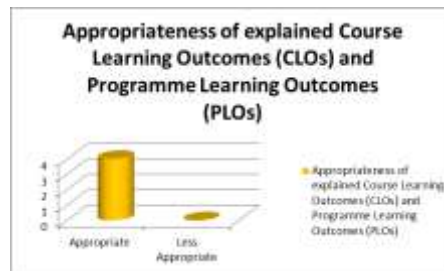 Appropriateness of explained Course
Learning Outcomes (CLOs) and
Programme Learning Outcomes
(PLOs)
4
3
2
1
0
Appropriate
Less
Appropriate
Appropriateness of
explained Course Learning
Outcomes (CLOs) and
Programme Learning
Outcomes (PLOs)